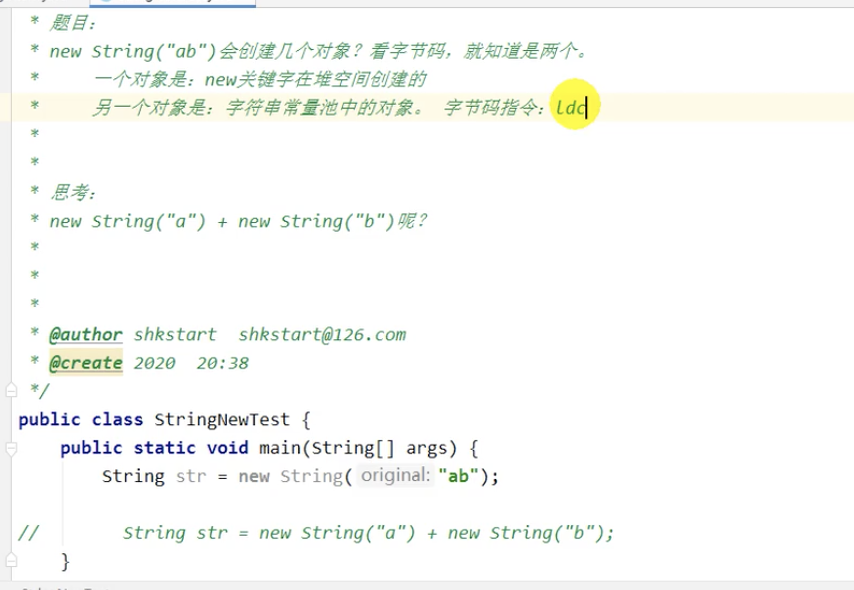 * 题目：
* new String("ab")会创建几个对象？看字节码，就知道是两个。
* 一个对象是：new关键字在堆空间创建的
* 另一个对象是：字符串常量池中的对象。 字节码指令：ldc
*
*
* 思考：
* new String("a") + new String("b")呢？
*
*
*
* @author shkstart shkstart@126.com
* @create 2020 20:38
*/
public class StringNewTest {
public static void main(String[] args) {
String str = new String( original: "ab");
// String str = new String("a") + new String("b");
}